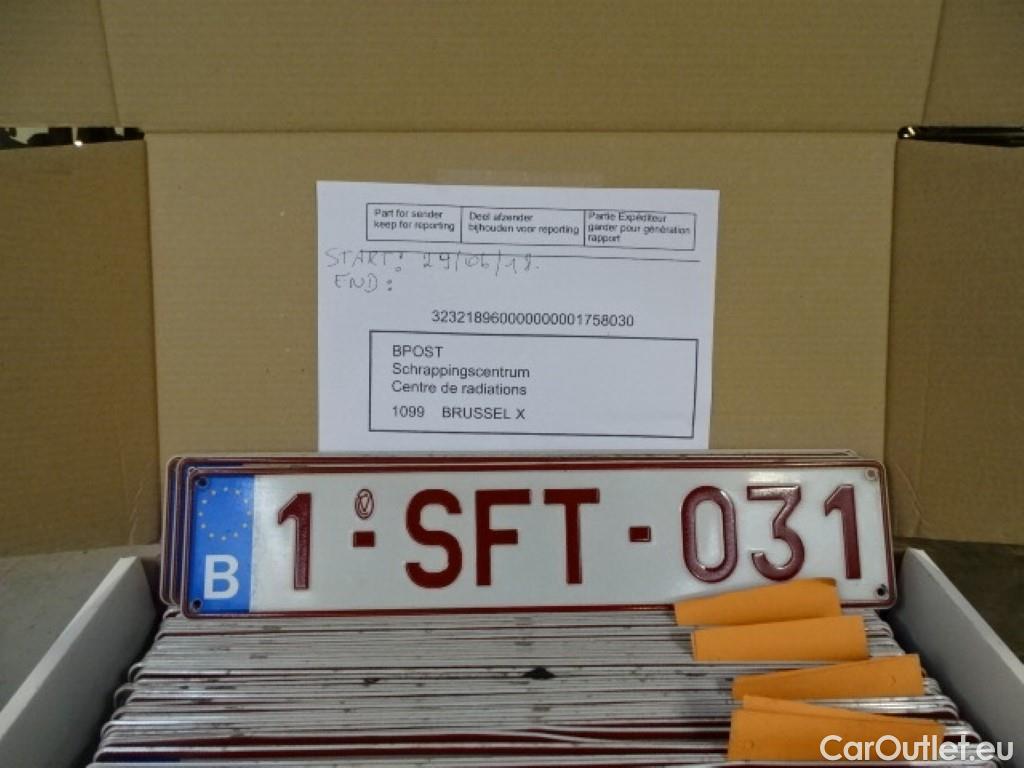 Part for sender
keep for reporting
Deel afzender
bijhouden voor reporting
Partie Expéditeur
garder pour génération
rapport
START: 29/06/18.
END:
323218960000000001758030
BPOST
Schrappingscentrum
Centre de radiations
1099 BRUSSEL X
B 1-SFT-031
CarOutlet.eu